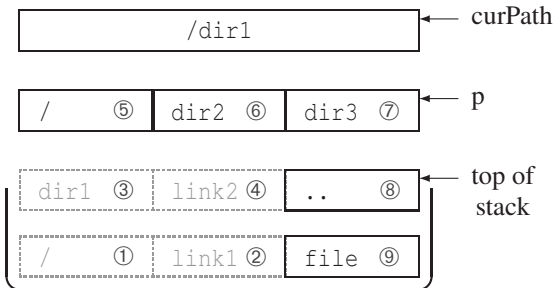 /dir1 curPath
/ ⑤ dir2 ⑥ dir3 ⑦ p
dir1 ③ link2 ④ .. ⑧ top of
stack
/ ① link1 ② file ⑨